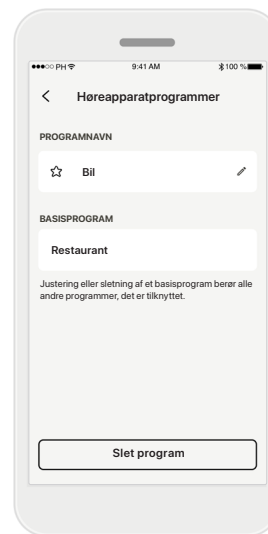 PH 9:41 AM 100 %
Høreapparatprogrammer
PROGRAMNAVN
Bil
BASISPROGRAM
Restaurant
Justering eller sletning af et basisprogram berør alle
andre programmer, det er tilknyttet.
Slet program